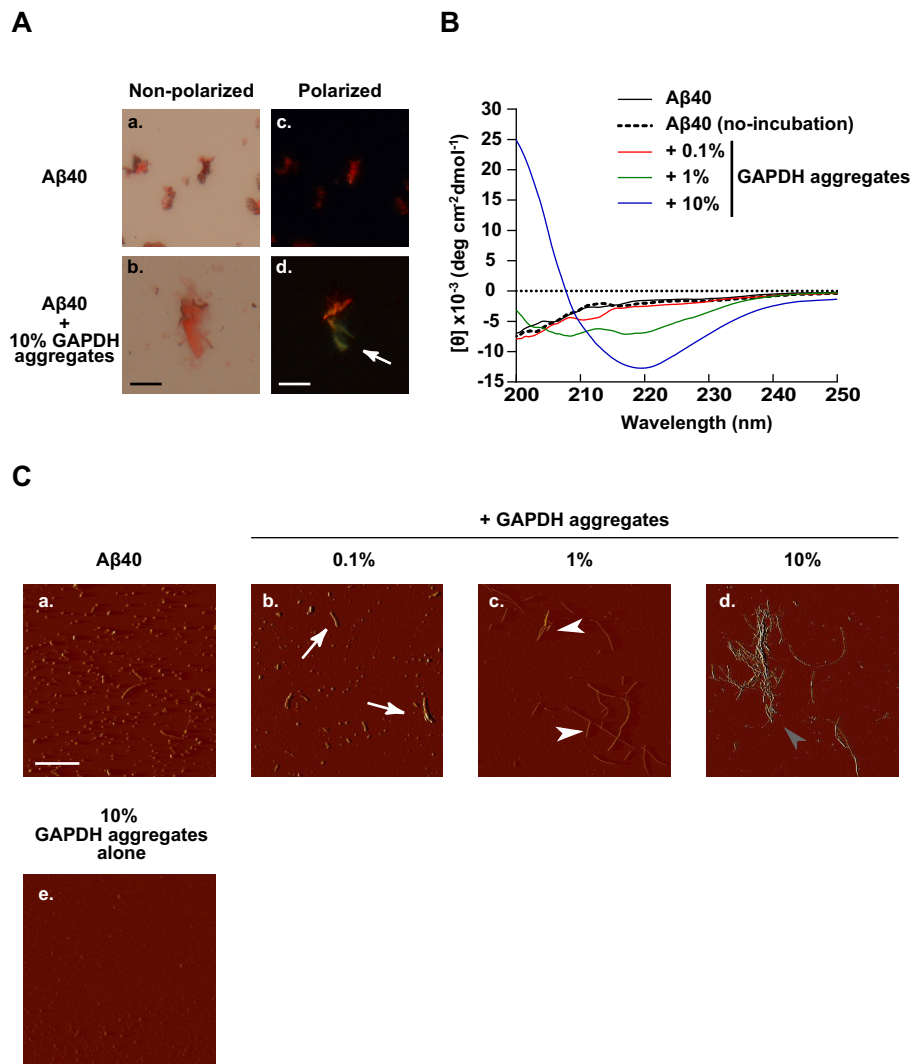 A
Non-polarized
Polarized
a.
c.
Aβ40
b.
d.
Aβ40
+
10% GAPDH
aggregates
B
30
25
20
15
10
5
0
-5
-10
-15
[θ] x10⁻³ (deg cm⁻²dmol⁻¹)
200
210
220
230
240
250
Wavelength (nm)
Aβ40
Aβ40 (no-incubation)
+ 0.1%
+ 1%
+ 10%
GAPDH aggregates
C
+ GAPDH aggregates
Aβ40
0.1%
1%
10%
a.
b.
c.
d.
10%
GAPDH aggregates
alone
e.